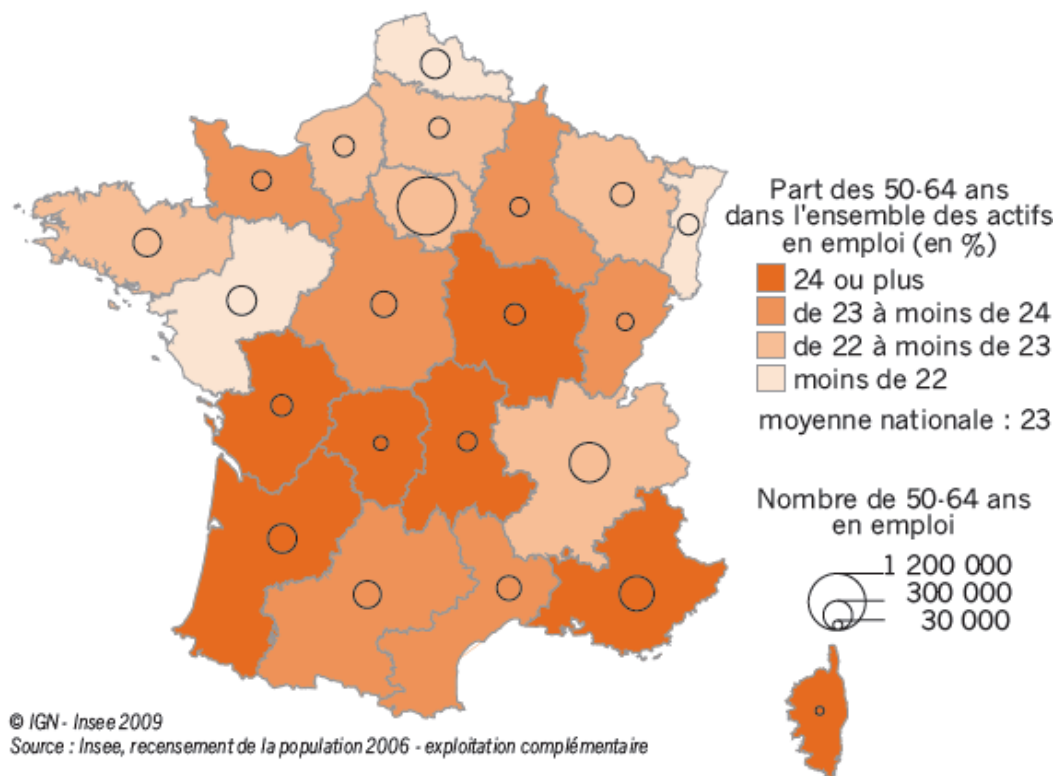 Part des 50-64 ans
dans l'ensemble des actifs
en emploi (en %)
24 ou plus
de 23 à moins de 24
de 22 à moins de 23
moins de 22
moyenne nationale : 23
Nombre de 50-64 ans
en emploi
1 200 000
300 000
30 000
© IGN - Insee 2009
Source : Insee, recensement de la population 2006 - exploitation complémentaire